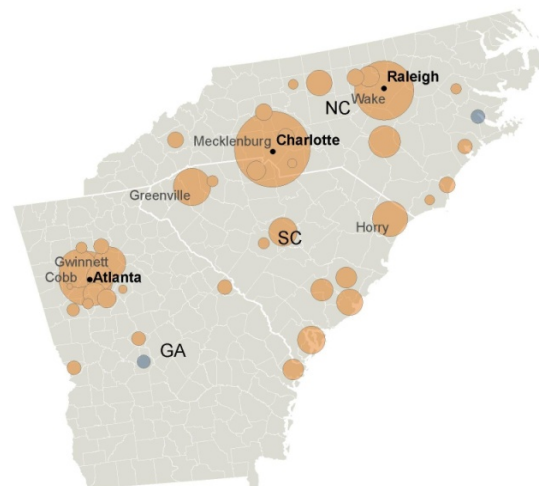 Raleigh
Wake
NC
Mecklenburg
Charlotte
Greenville
Horry
SC
Gwinnett
Cobb
Atlanta
GA